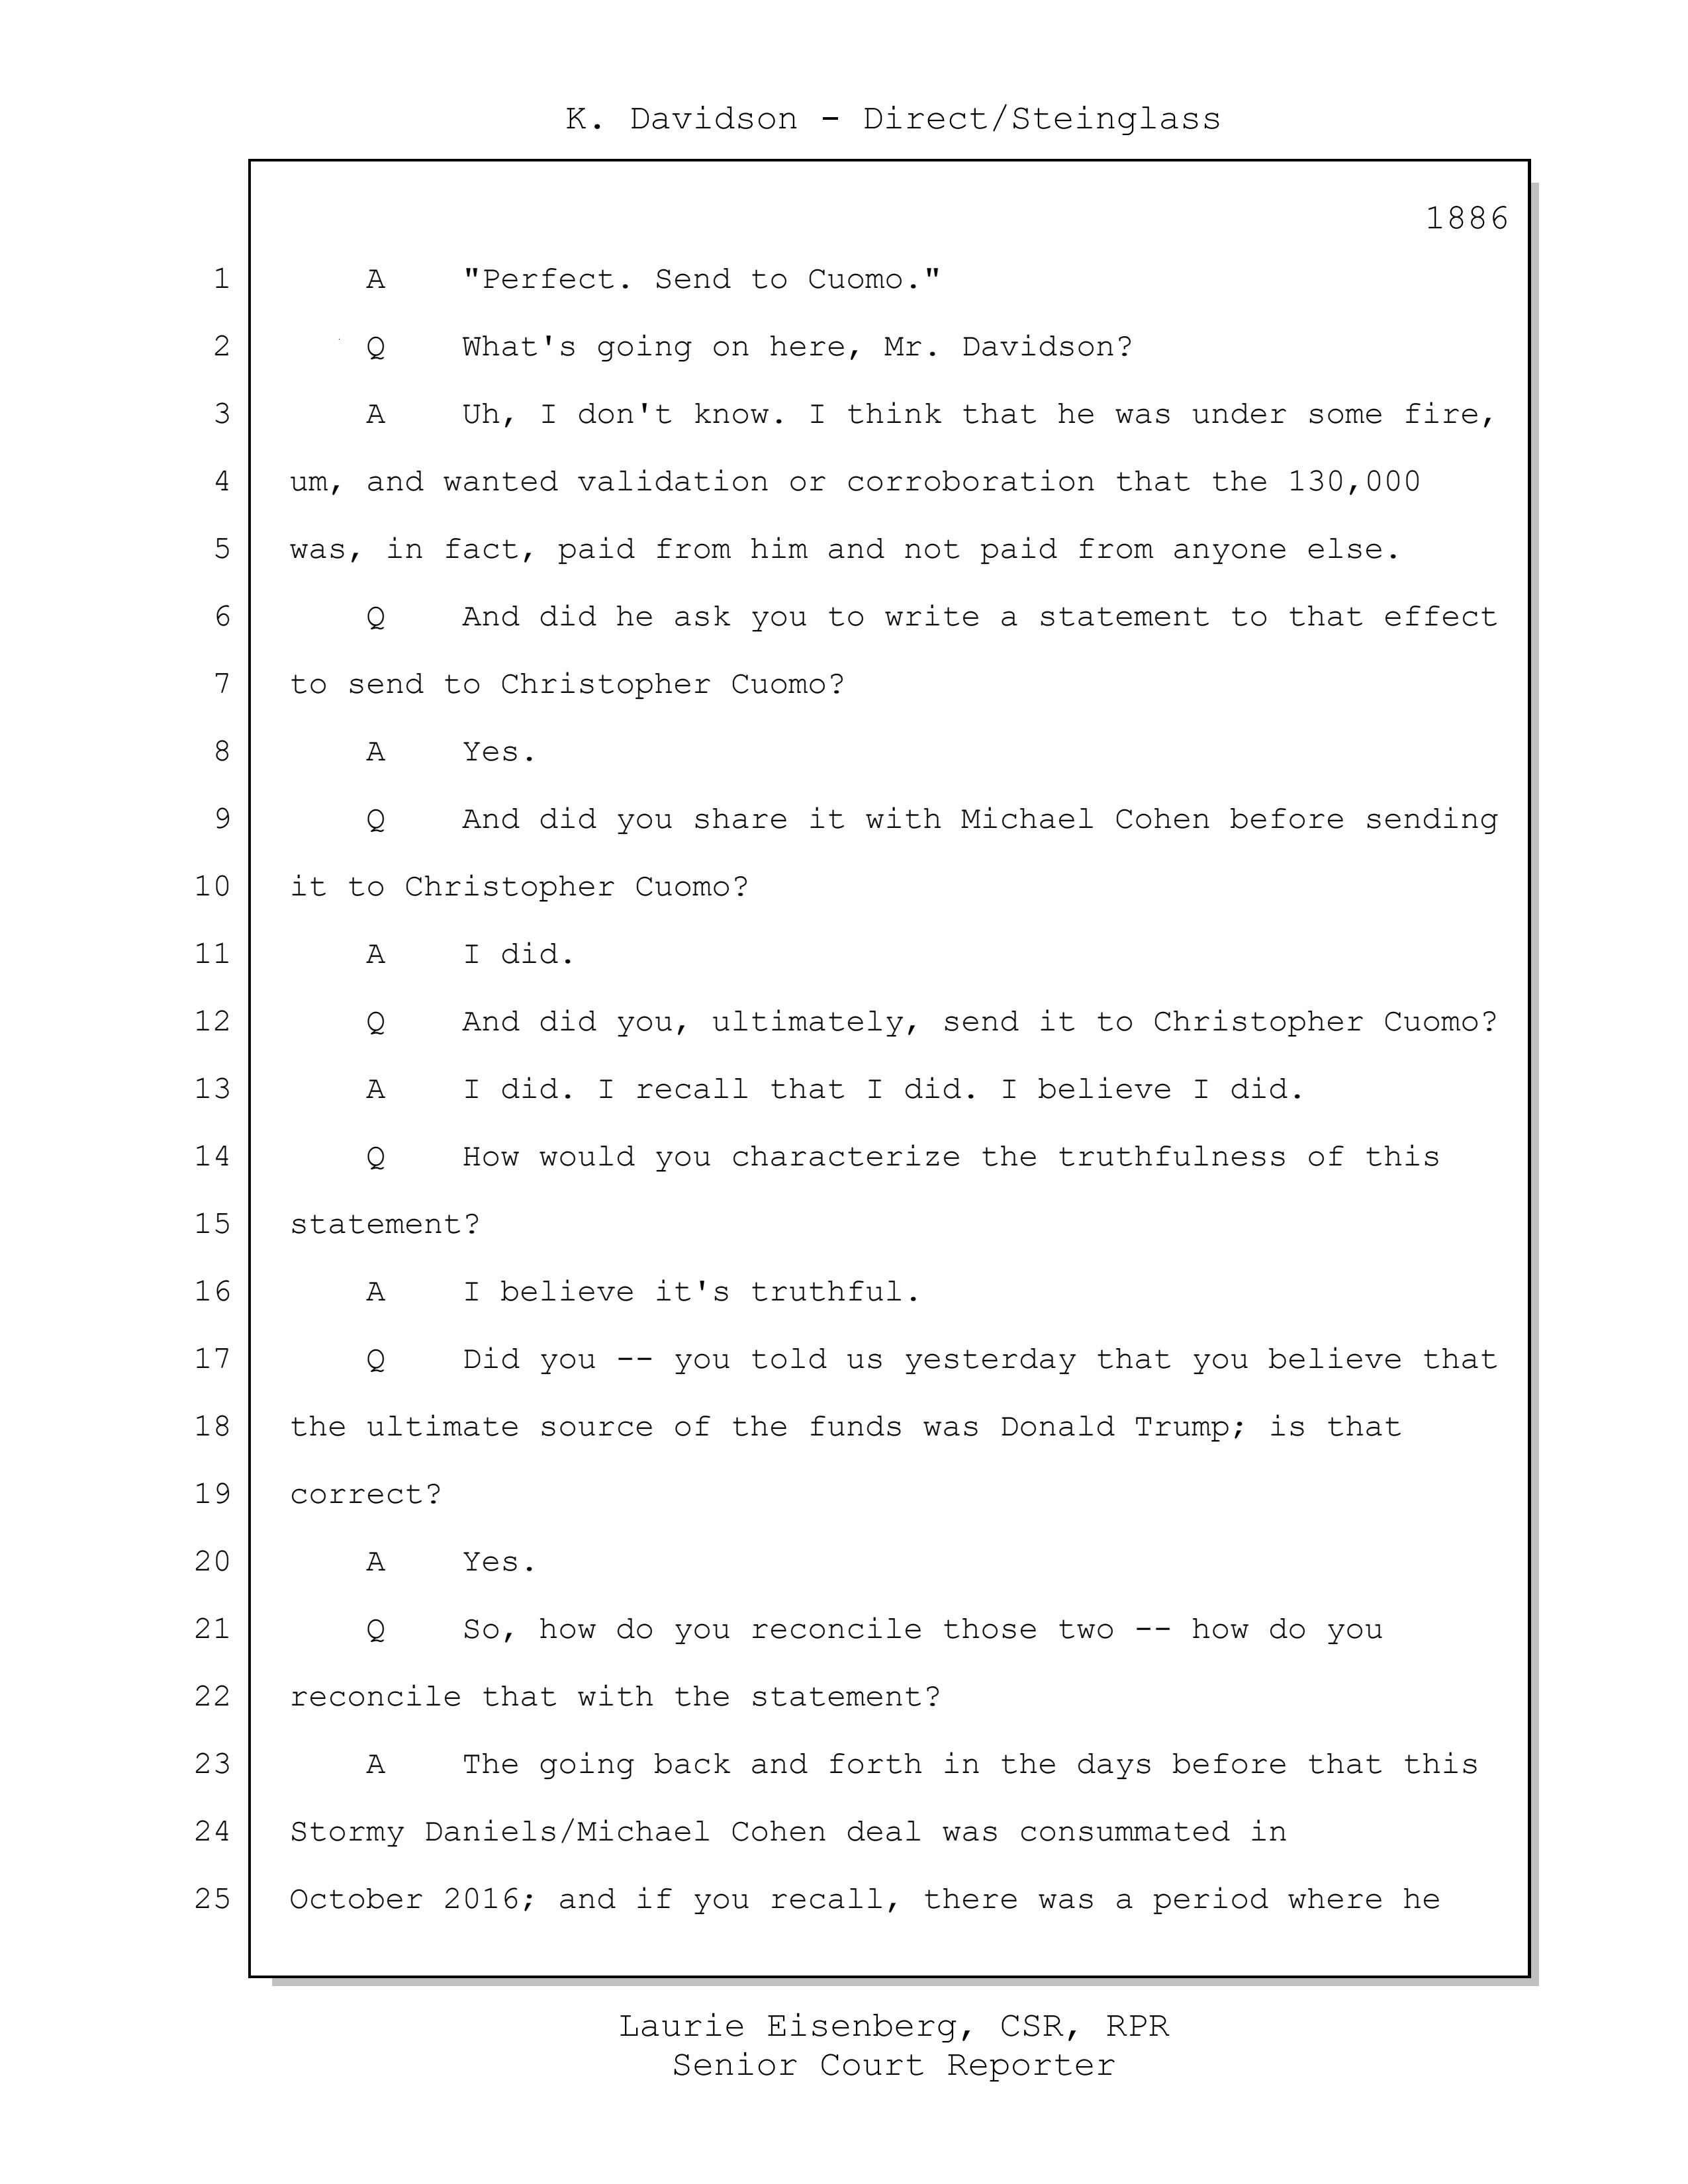 K. Davidson - Direct/Steinglass
1886
1 A "Perfect. Send to Cuomo."
2 Q What's going on here, Mr. Davidson?
3 A Uh, I don't know. I think that he was under some fire,
4 um, and wanted validation or corroboration that the 130,000
5 was, in fact, paid from him and not paid from anyone else.
6 Q And did he ask you to write a statement to that effect
7 to send to Christopher Cuomo?
8 A Yes.
9 Q And did you share it with Michael Cohen before sending
10 it to Christopher Cuomo?
11 A I did.
12 Q And did you, ultimately, send it to Christopher Cuomo?
13 A I did. I recall that I did. I believe I did.
14 Q How would you characterize the truthfulness of this
15 statement?
16 A I believe it's truthful.
17 Q Did you -- you told us yesterday that you believe that
18 the ultimate source of the funds was Donald Trump; is that
19 correct?
20 A Yes.
21 Q So, how do you reconcile those two -- how do you
22 reconcile that with the statement?
23 A The going back and forth in the days before that this
24 Stormy Daniels/Michael Cohen deal was consummated in
25 October 2016; and if you recall, there was a period where he
Laurie Eisenberg, CSR, RPR
Senior Court Reporter